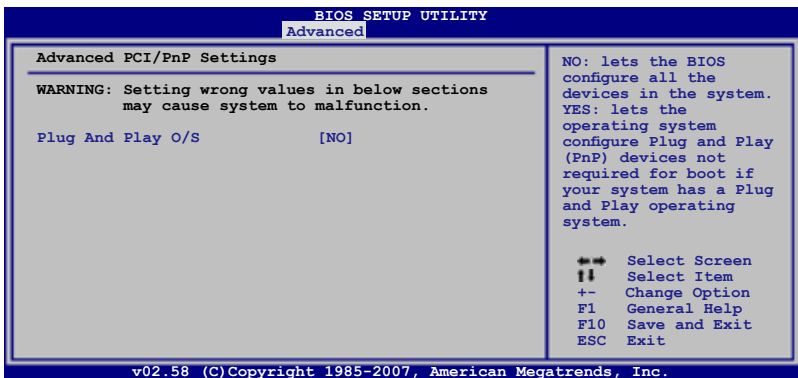 BIOS SETUP UTILITY
Advanced
Advanced PCI/PnP Settings
WARNING: Setting wrong values in below sections
may cause system to malfunction.
Plug And Play O/S [NO]
NO: lets the BIOS
configure all the
devices in the system.
YES: lets the
operating system
configure Plug and Play
(PnP) devices not
required for boot if
your system has a Plug
and Play operating
system.
←→ Select Screen
↑↓ Select Item
+- Change Option
F1 General Help
F10 Save and Exit
ESC Exit
v02.58 (C)Copyright 1985-2007, American Megatrends, Inc.